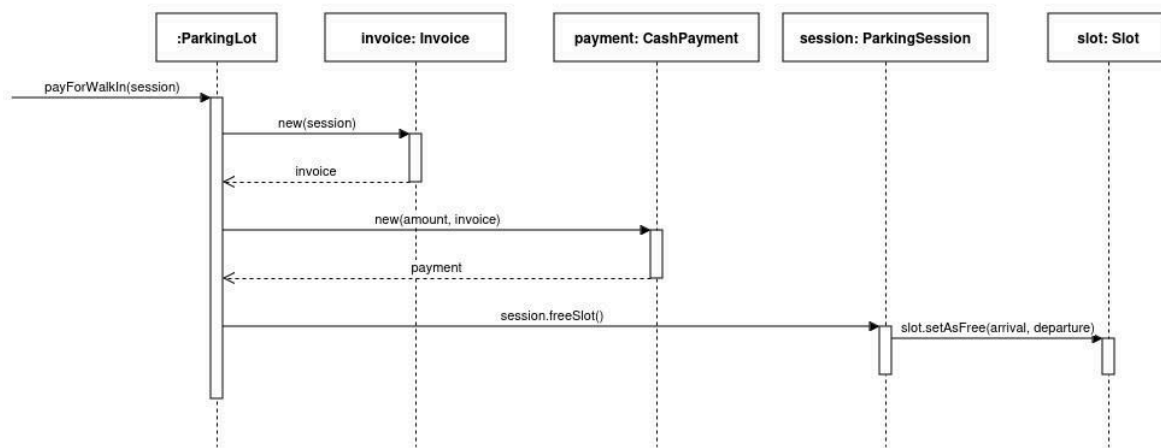 :ParkingLot
invoice: Invoice
payment: CashPayment
session: ParkingSession
slot: Slot
payForWalkIn(session)
new(session)
invoice
new(amount, invoice)
payment
session.freeSlot()
slot.setAsFree(arrival, departure)